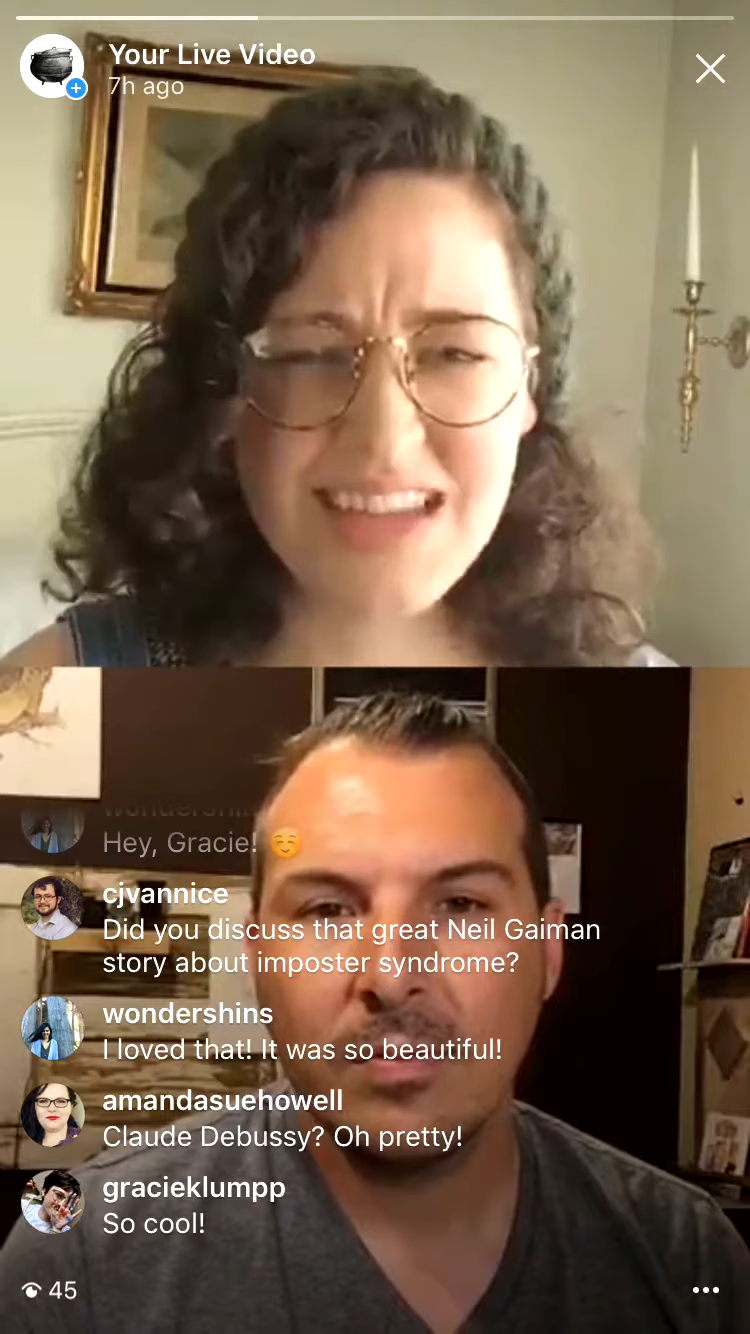 Your Live Video
7h ago
wondershins
Hey, Gracie! ☺️
cjvannice
Did you discuss that great Neil Gaiman
story about imposter syndrome?
wondershins
I loved that! It was so beautiful!
amandasuehowell
Claude Debussy? Oh pretty!
gracieklumpp
So cool!
45